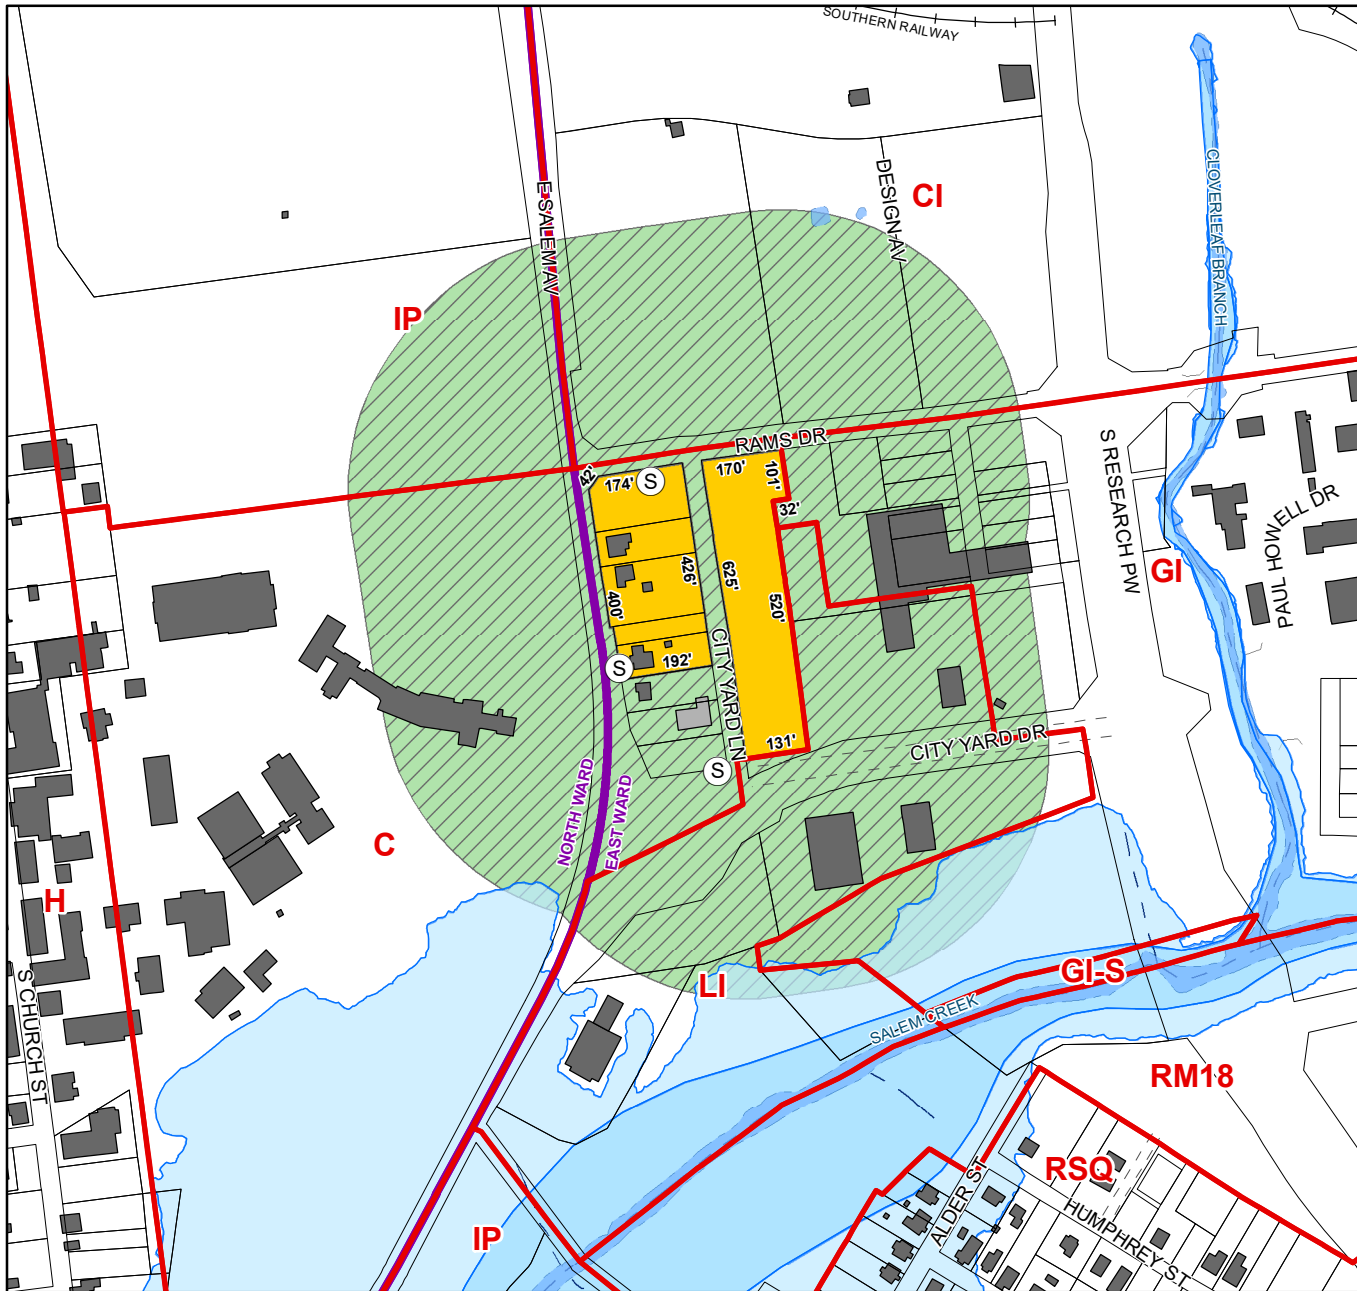 SOUTHERN RAILWAY
CLOVERLEAF BRANCH
E SALEM AV
DESIGN AV
CI
IP
RAMS DR
42'
174'
S
170'
101'
32'
S RESEARCH PW
PAUL HOWELL DR
GI
426'
625'
400'
520'
192'
S
CITY YARD LN
131'
S
CITY YARD DR
NORTH WARD
EAST WARD
C
H
S CHURCH ST
LI
GI-S
SALEM CREEK
RM18
RSQ
ALDER ST
HUMPHREY ST
IP